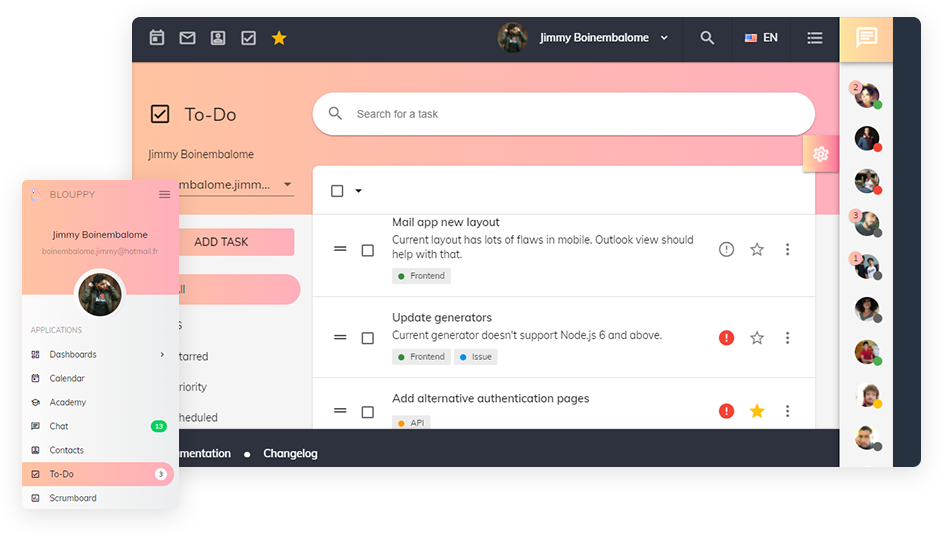 Jimmy Boinembalome
EN
2
3
1
To-Do
Search for a task
Jimmy Boinembalome
mbalome.jimm...
ADD TASK
Mail app new layout
Current layout has lots of flaws in mobile. Outlook view should
help with that.
Frontend
Update generators
Current generator doesn't support Node.js 6 and above.
Frontend
Issue
tarred
iority
heduled
Add alternative authentication pages
API
mentation
Changelog
BLOUPPY
Jimmy Boinembalome
boinembalome.jimmy@hotmail.fr
APPLICATIONS
Dashboards
Calendar
Academy
Chat
13
Contacts
To-Do
3
Scrumboard